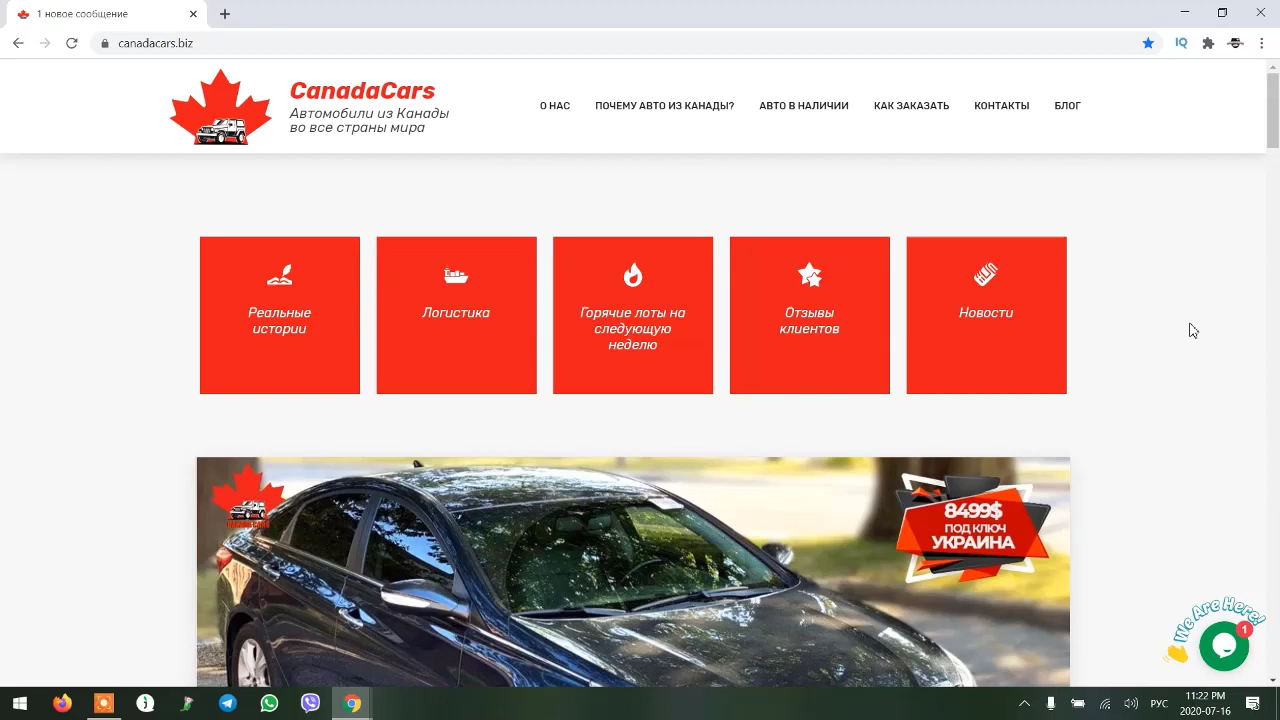 1 новое сообщение
canadacars.biz
CanadaCars
Автомобили из Канады
во все страны мира
О НАС
ПОЧЕМУ АВТО ИЗ КАНАДЫ?
АВТО В НАЛИЧИИ
КАК ЗАКАЗАТЬ
КОНТАКТЫ
БЛОГ
Реальные
истории
Логистика
Горячие лоты на
следующую
неделю
Отзывы
клиентов
Новости
CANADA CARS
8499$
ПОД КЛЮЧ
УКРАИНА
We Are Here!
1
РУС
11:22 PM
2020-07-16